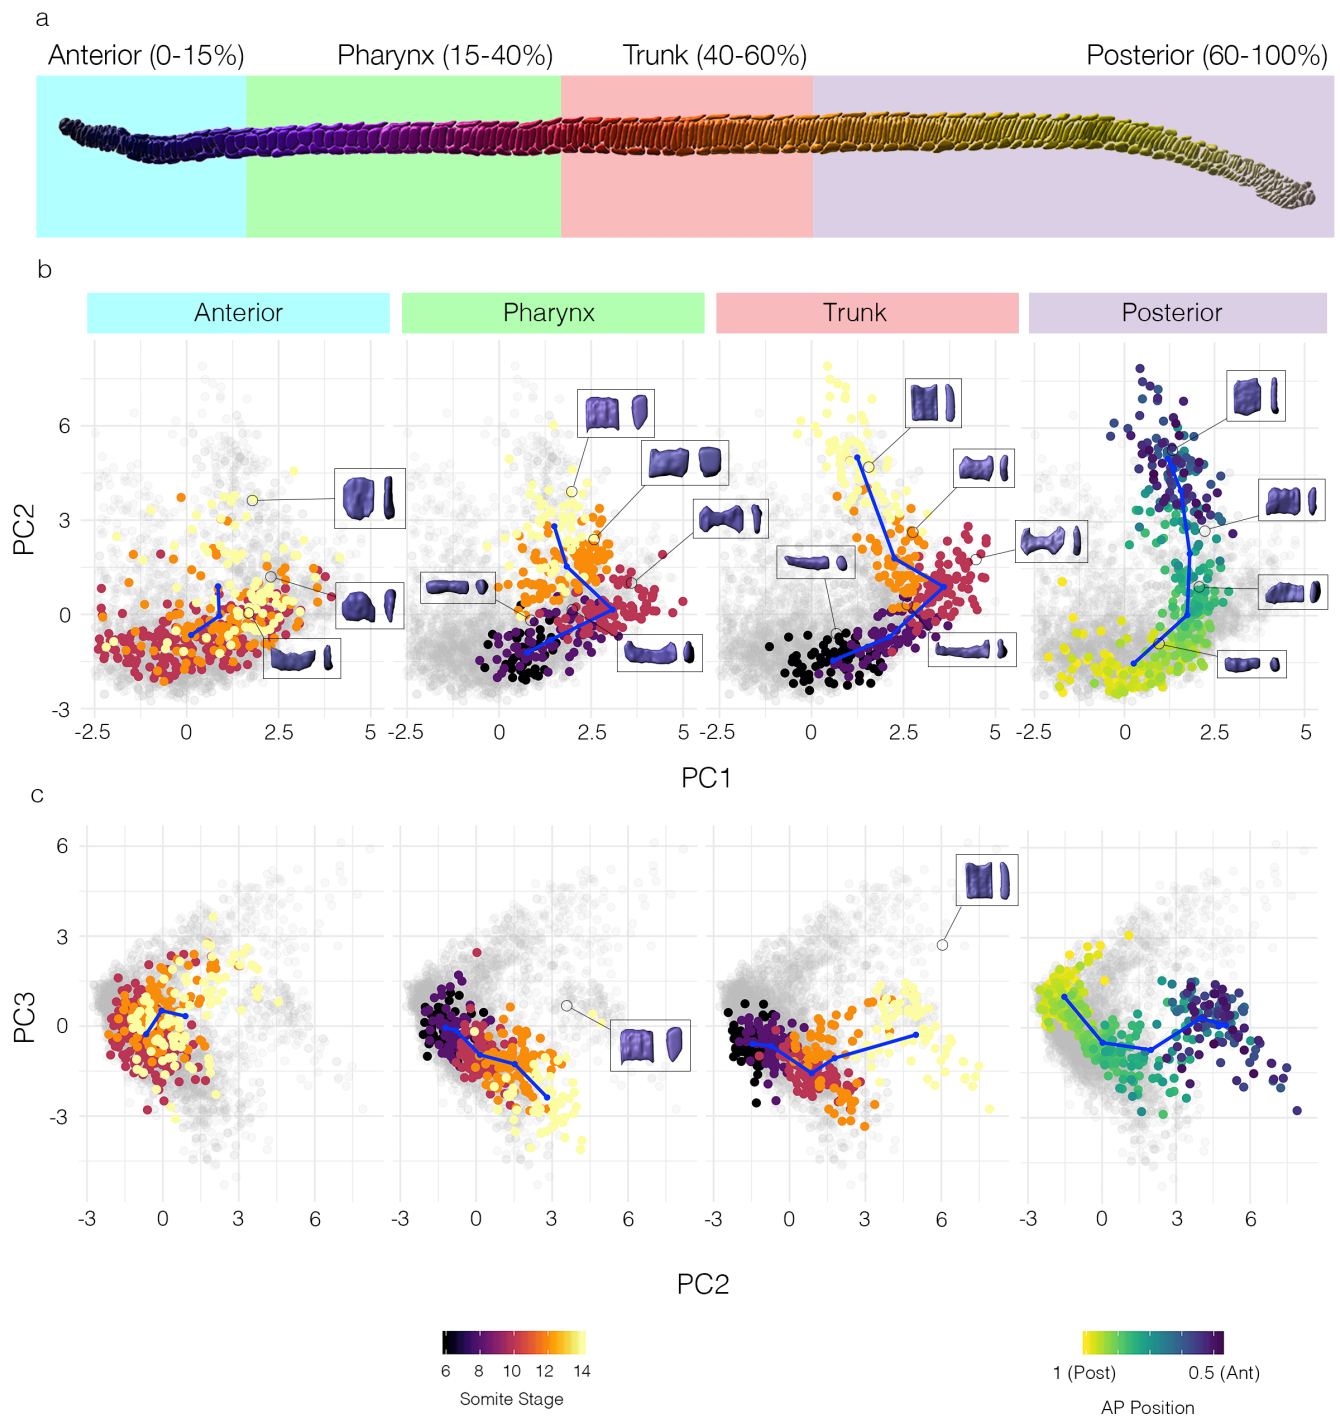 a
Anterior (0-15%) Pharynx (15-40%) Trunk (40-60%) Posterior (60-100%)
b
Anterior Pharynx Trunk Posterior
PC2
6
3
0
-3
-2.5 0 2.5 5 -2.5 0 2.5 5 -2.5 0 2.5 5 -2.5 0 2.5 5
PC1
c
PC3
6
3
0
-3
-3 0 3 6 -3 0 3 6 -3 0 3 6 -3 0 3 6
PC2
6 8 10 12 14
Somite Stage
1 (Post) 0.5 (Ant)
AP Position